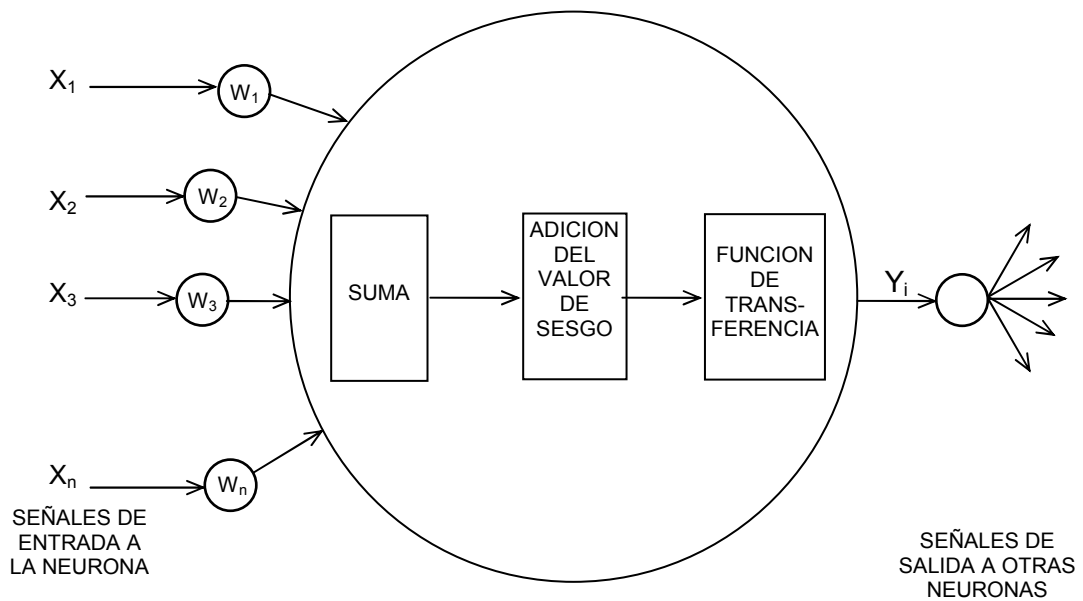 X1
W1
X2
W2
X3
W3
Xn
Wn
SEÑALES DE
ENTRADA A
LA NEURONA
SUMA
ADICION
DEL
VALOR
DE
SESGO
FUNCION
DE
TRANS-
FERENCIA
Yi
SEÑALES DE
SALIDA A OTRAS
NEURONAS